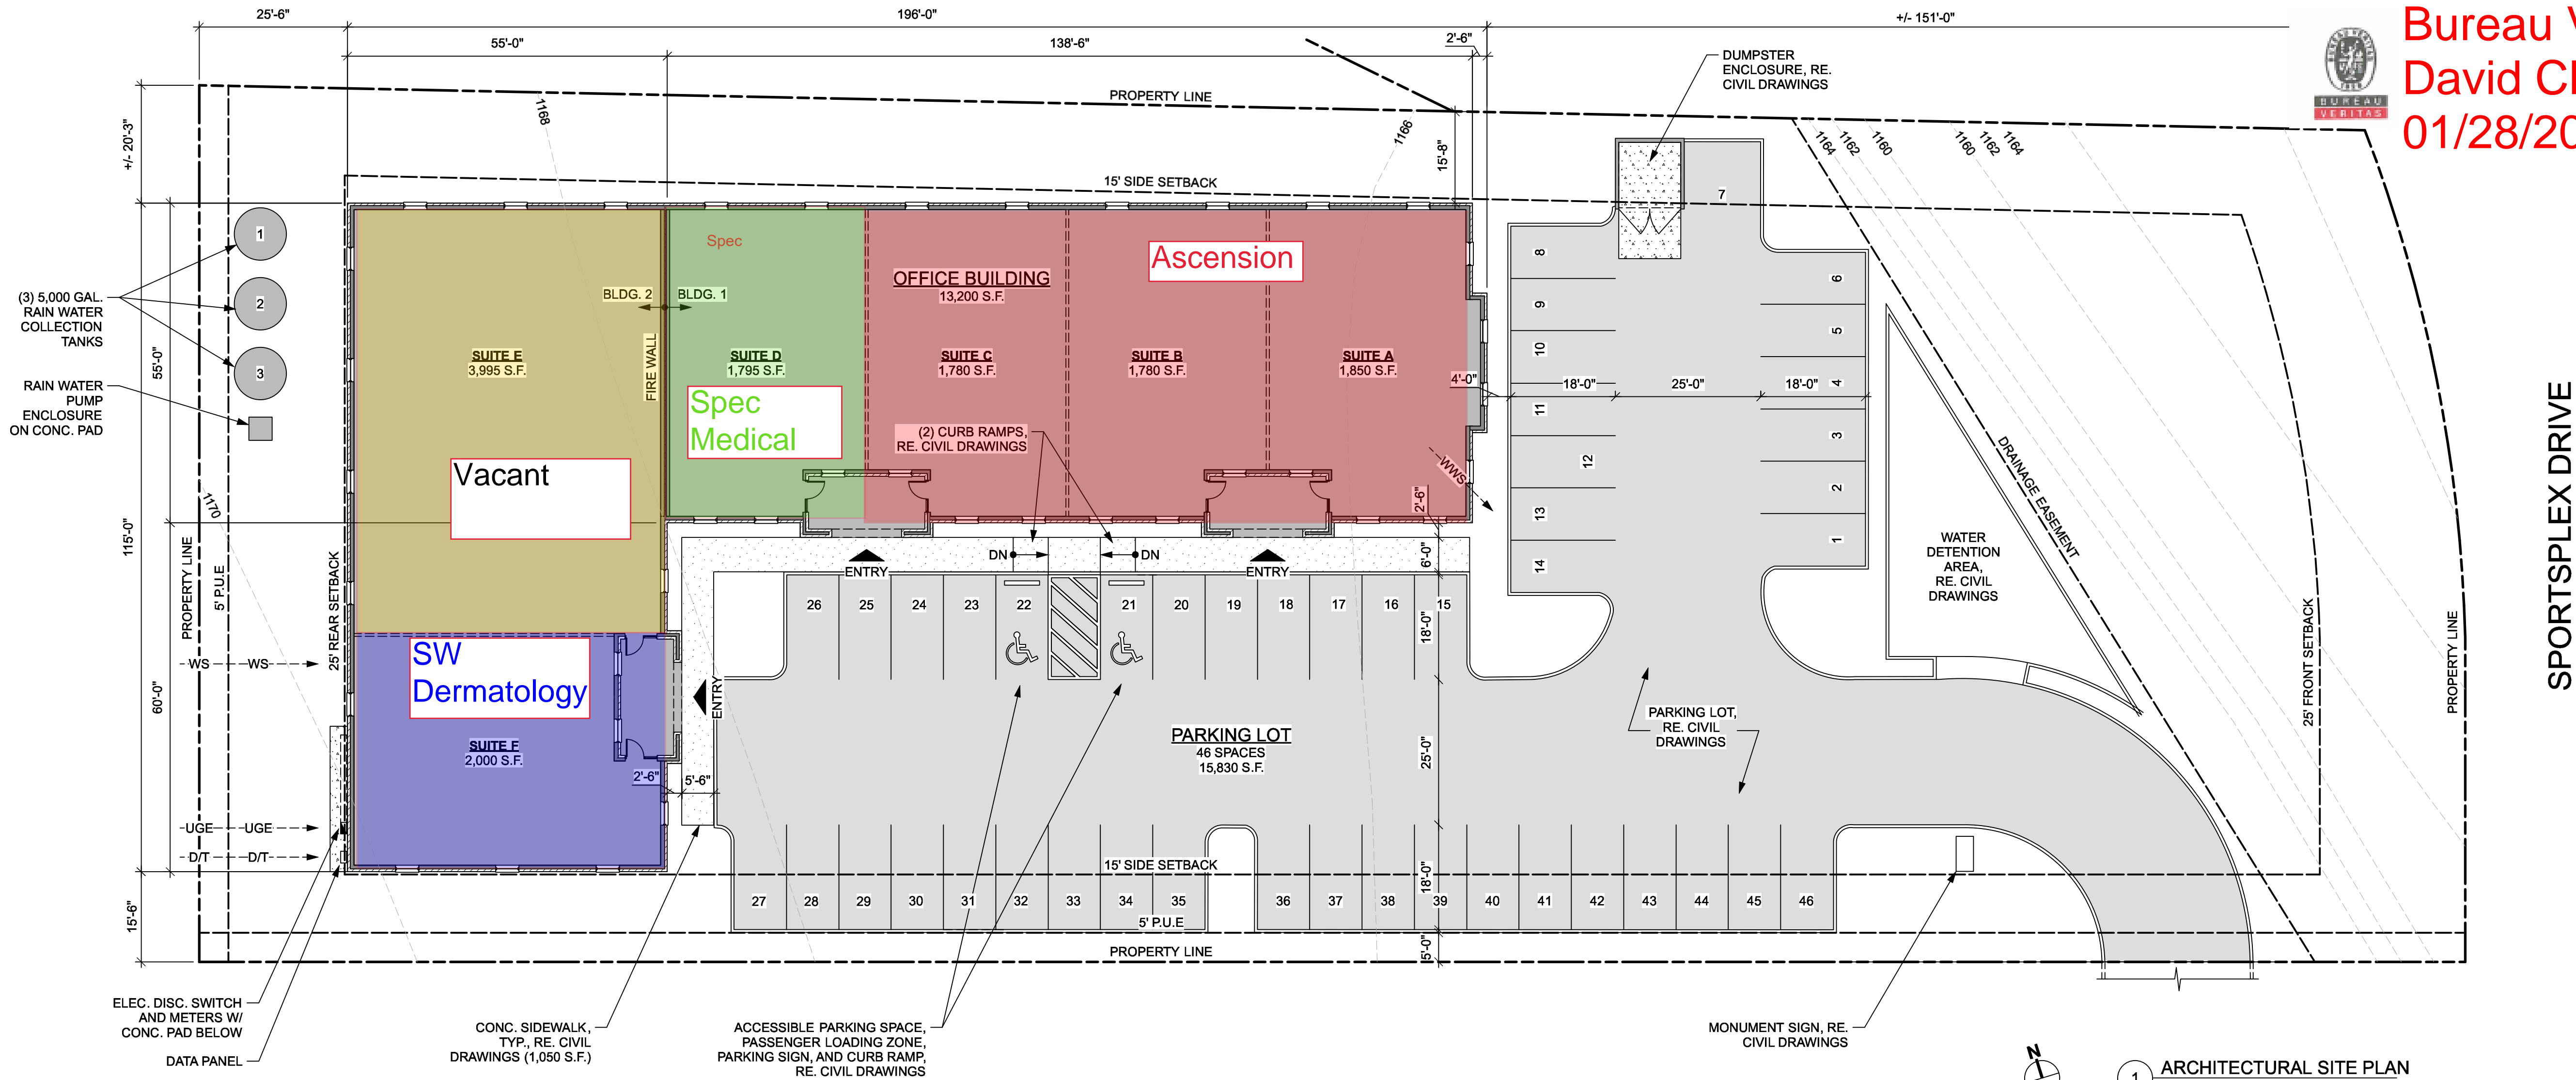 25'-6"
196'-0"
+/- 151'-0"
55'-0"
138'-6"
2'-6"
Bureau
David
01/28/20
BUREAU
VERITAS
DUMPSTER
ENCLOSURE, RE.
CIVIL DRAWINGS
PROPERTY LINE
1168
1166
1164
1162
1160
1160
1162
1164
+/- 20'-3"
15'-8"
15' SIDE SETBACK
7
1
2
3
(3) 5,000 GAL.
RAIN WATER
COLLECTION
TANKS
RAIN WATER
PUMP
ENCLOSURE
ON CONC. PAD
55'-0"
115'-0"
60'-0"
15'-6"
Spec
OFFICE BUILDING
13,200 S.F.
Ascension
BLDG. 2
BLDG. 1
FIRE WALL
SUITE E
3,995 S.F.
SUITE D
1,795 S.F.
SUITE C
1,780 S.F.
SUITE B
1,780 S.F.
SUITE A
1,850 S.F.
Spec
Medical
Vacant
(2) CURB RAMPS,
RE. CIVIL DRAWINGS
WWS
2'-6"
4'-0"
18'-0"
25'-0"
18'-0"
8
9
10
11
12
13
14
6
5
4
3
2
1
DRAINAGE EASEMENT
WATER
DETENTION
AREA,
RE. CIVIL
DRAWINGS
25' FRONT SETBACK
PROPERTY LINE
SPORTSPLEX DRIVE
1170
PROPERTY LINE
5' P.U.E
25' REAR SETBACK
DN
DN
ENTRY
ENTRY
6'-0"
26
25
24
23
22
21
20
19
18
17
16
15
18'-0"
SW
Dermatology
WS
WS
ENTRY
SUITE F
2,000 S.F.
2'-6"
5'-6"
PARKING LOT
46 SPACES
15,830 S.F.
25'-0"
PARKING LOT,
RE. CIVIL
DRAWINGS
UGE
UGE
D/T
D/T
15' SIDE SETBACK
18'-0"
27
28
29
30
31
32
33
34
35
36
37
38
39
40
41
42
43
44
45
46
5' P.U.E
PROPERTY LINE
5'-0"
ELEC. DISC. SWITCH
AND METERS W/
CONC. PAD BELOW
DATA PANEL
CONC. SIDEWALK,
TYP., RE. CIVIL
DRAWINGS (1,050 S.F.)
ACCESSIBLE PARKING SPACE,
PASSENGER LOADING ZONE,
PARKING SIGN, AND CURB RAMP,
RE. CIVIL DRAWINGS
MONUMENT SIGN, RE.
CIVIL DRAWINGS
N
1
ARCHITECTURAL SITE PLAN